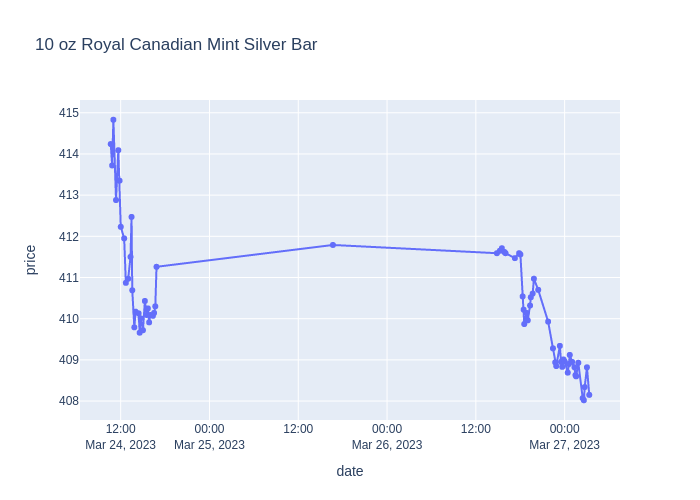 10 oz Royal Canadian Mint Silver Bar
415
414
413
412
411
410
409
408
price
12:00 00:00 12:00 00:00 12:00 00:00
Mar 24, 2023 Mar 25, 2023 Mar 26, 2023 Mar 27, 2023
date